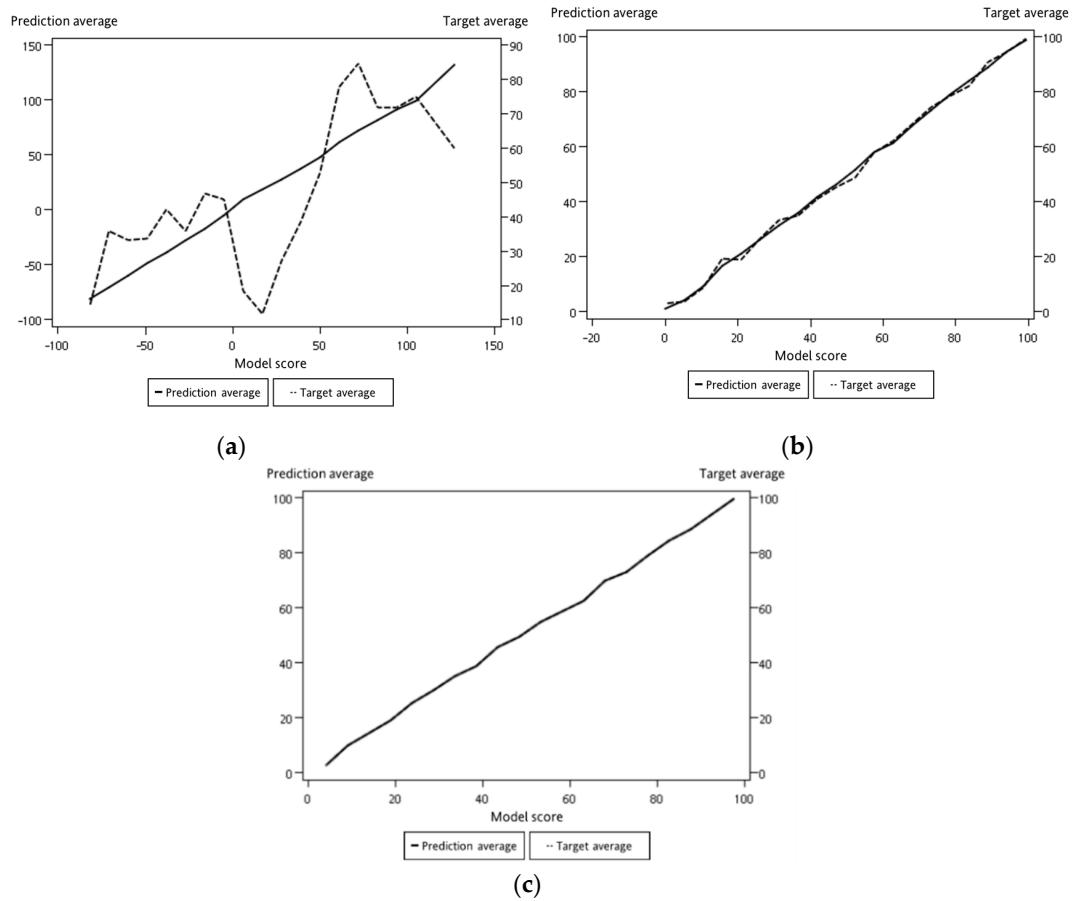 Prediction average Target average
150 90
100 80
50 70
0 60
-50 50
-100 40
30
20
10
-100 -50 0 50 100 150
Model score
Prediction average -- Target average
(a)
Prediction average Target average
100 100
80 80
60 60
40 40
20 20
0 0
-20 0 20 40 60 80 100
Model score
Prediction average -- Target average
(b)
Prediction average Target average
100 100
80 80
60 60
40 40
20 20
0 0
0 20 40 60 80 100
Model score
Prediction average -- Target average
(c)